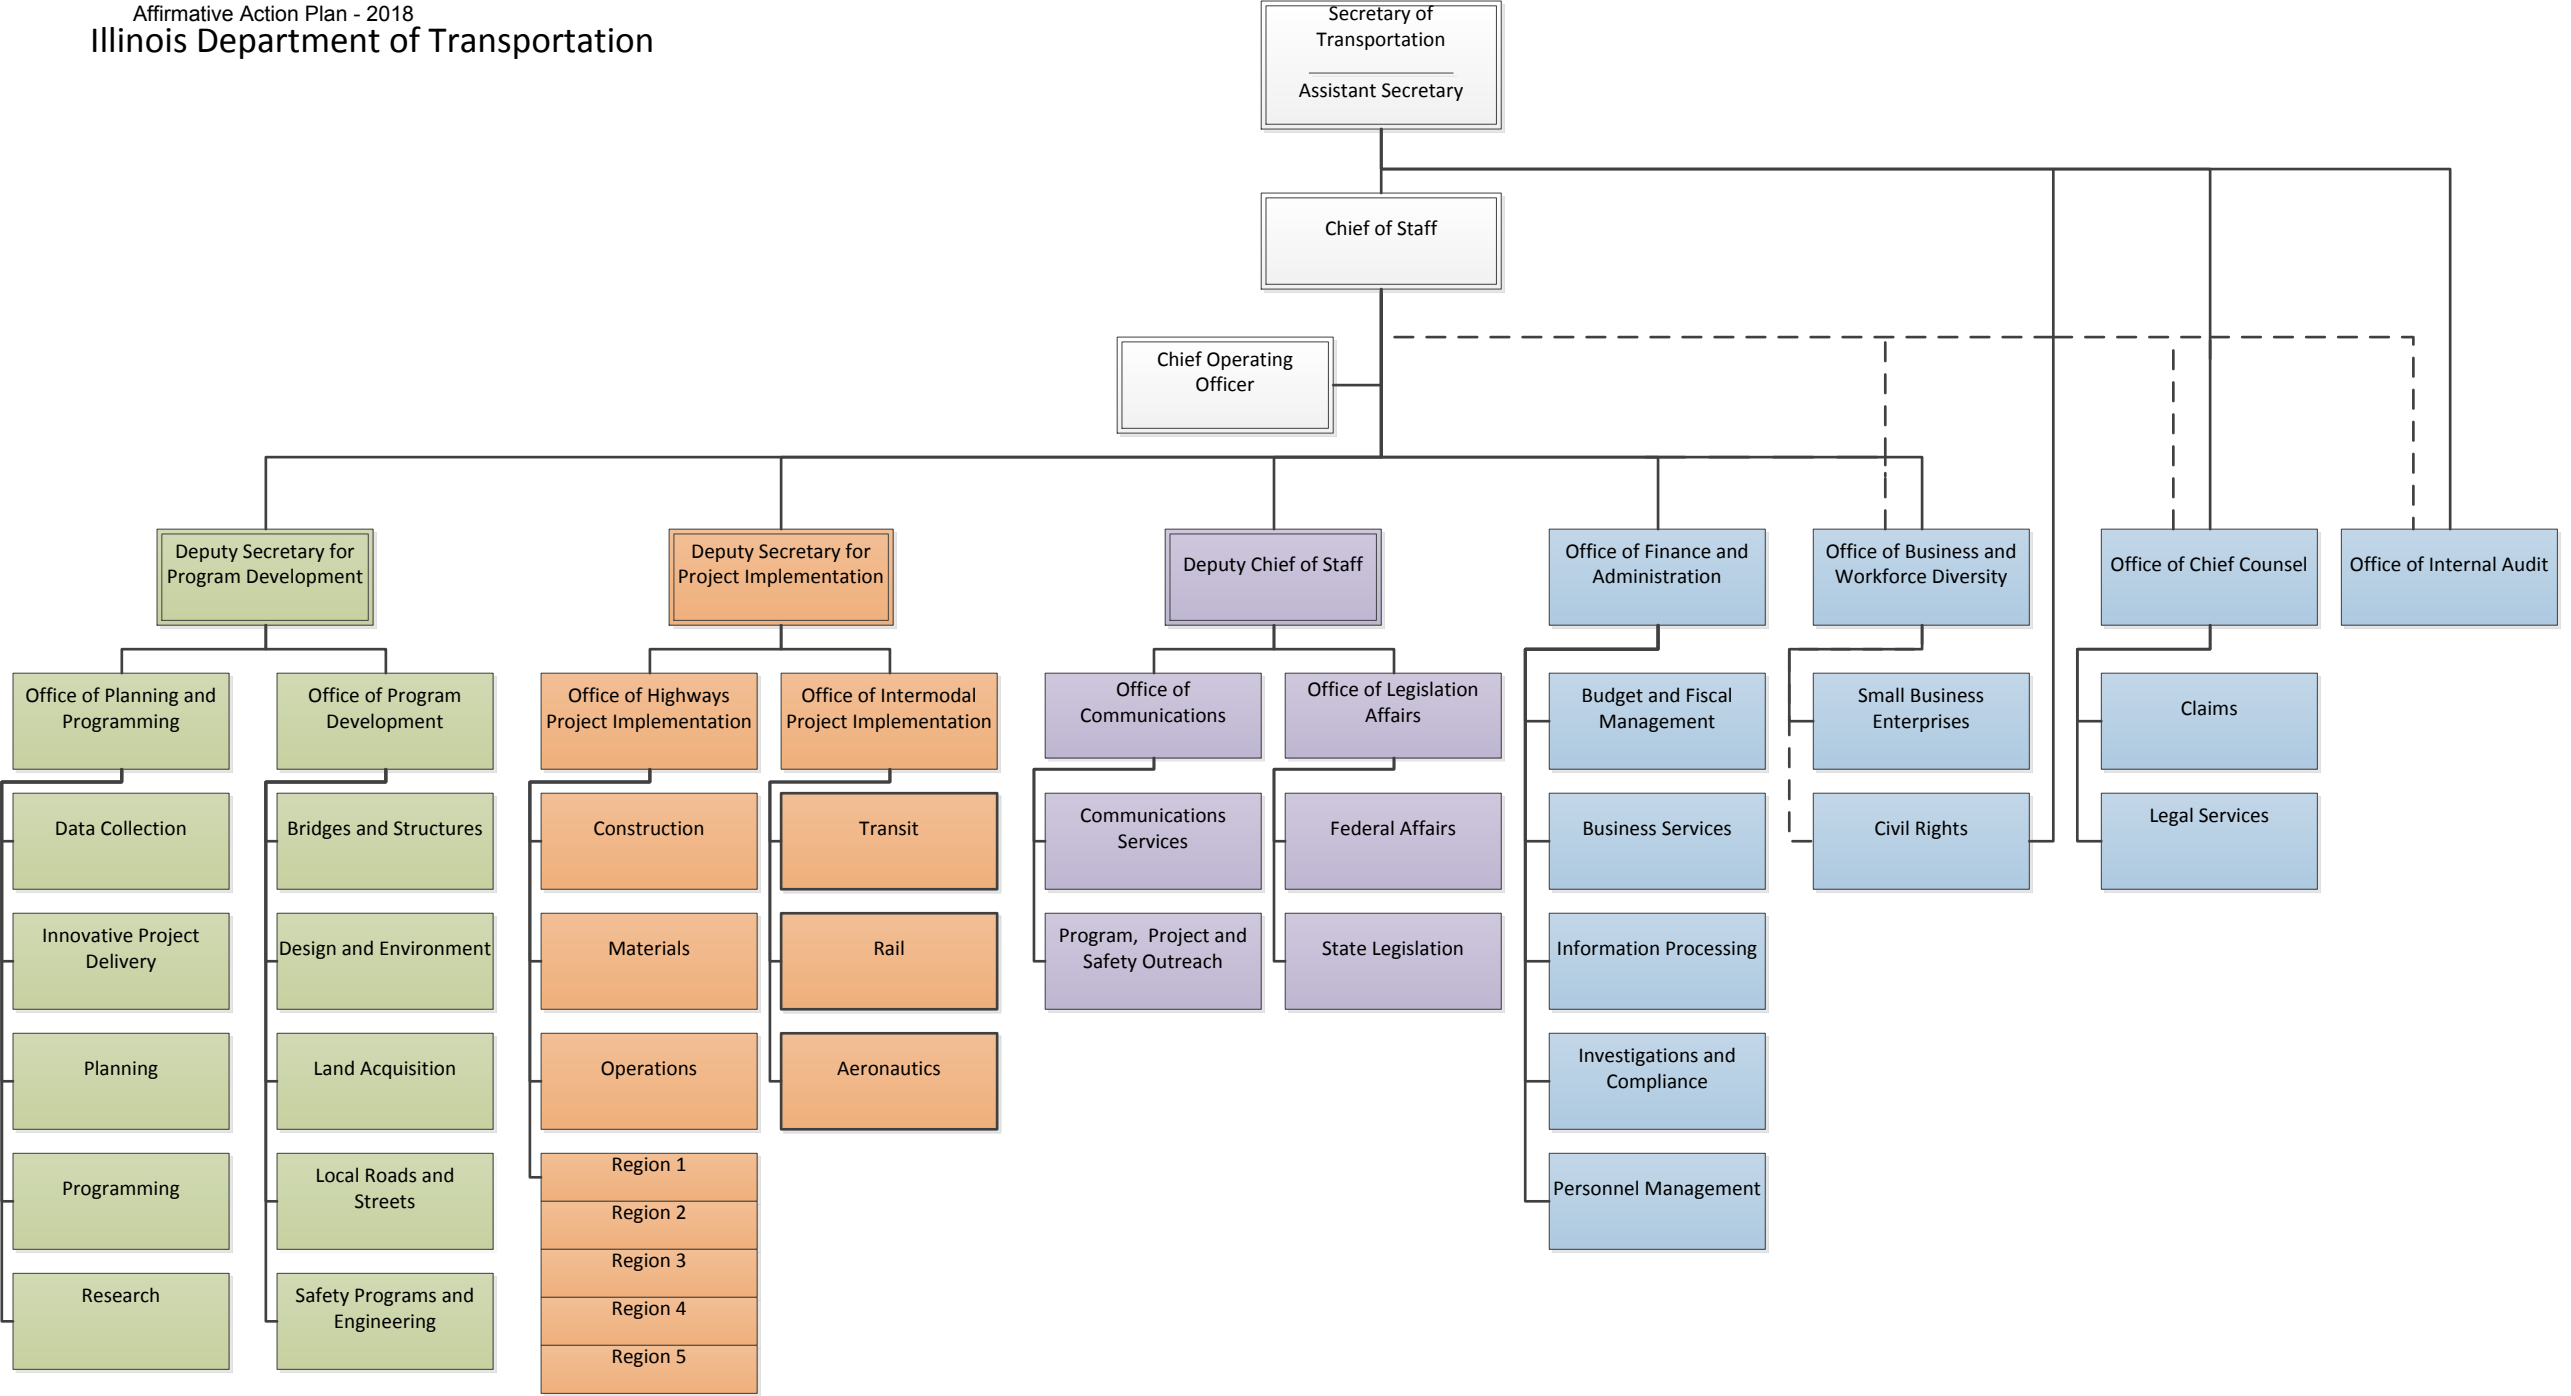 Affirmative Action Plan - 2018
Illinois Department of Transportation
Secretary of
Transportation
Assistant Secretary
Chief of Staff
Chief Operating
Officer
Deputy Secretary for
Program Development
Deputy Secretary for
Project Implementation
Deputy Chief of Staff
Office of Finance and
Administration
Office of Business and
Workforce Diversity
Office of Chief Counsel
Office of Internal Audit
Office of Planning and
Programming
Office of Program
Development
Office of Highways
Project Implementation
Office of Intermodal
Project Implementation
Office of
Communications
Office of Legislation
Affairs
Budget and Fiscal
Management
Small Business
Enterprises
Claims
Data Collection
Bridges and Structures
Construction
Transit
Communications
Services
Federal Affairs
Business Services
Civil Rights
Legal Services
Innovative Project
Delivery
Design and Environment
Materials
Rail
Program,  Project and
Safety Outreach
State Legislation
Information Processing
Planning
Land Acquisition
Operations
Aeronautics
Investigations and
Compliance
Programming
Local Roads and
Streets
Region 1
Region 2
Region 3
Region 4
Region 5
Personnel Management
Research
Safety Programs and
Engineering